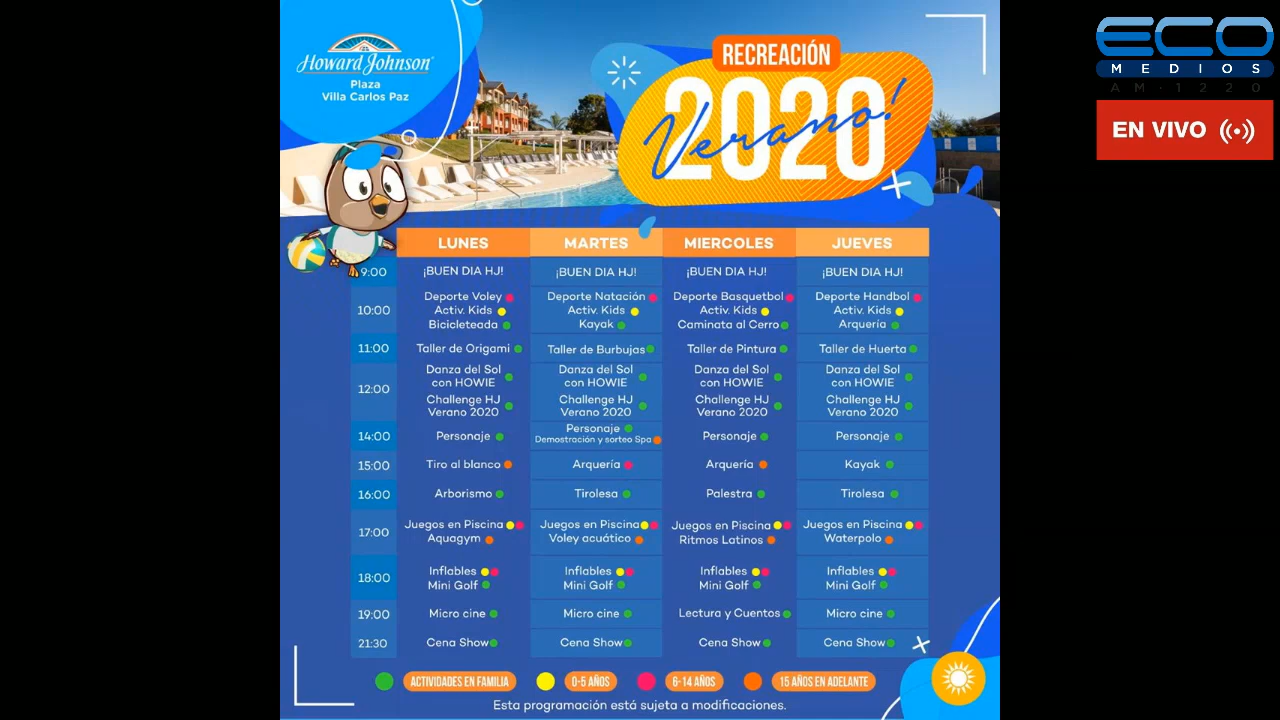 Howard Johnson
Plaza
Villa Carlos Paz
RECREACIÓN
2020
Verano!
ECO
MEDIOS
AM·1220
EN VIVO
LUNES MARTES MIERCOLES JUEVES
9:00 ¡BUEN DIA HJ! ¡BUEN DIA HJ! ¡BUEN DIA HJ! ¡BUEN DIA HJ!
Deporte Voley Deporte Natación Deporte Basquetbol Deporte Handbol
10:00 Activ. Kids Activ. Kids Activ. Kids Activ. Kids
Bicicleteada Kayak Caminata al Cerro Arquería
11:00 Taller de Origami Taller de Burbujas Taller de Pintura Taller de Huerta
Danza del Sol Danza del Sol Danza del Sol Danza del Sol
con HOWIE con HOWIE con HOWIE con HOWIE
12:00
Challenge HJ Challenge HJ Challenge HJ Challenge HJ
Verano 2020 Verano 2020 Verano 2020 Verano 2020
14:00 Personaje Personaje Personaje Personaje
Demostración y sorteo Spa
15:00 Tiro al blanco Arquería Arquería Kayak
16:00 Arborismo Tirolesa Palestra Tirolesa
17:00 Juegos en Piscina Juegos en Piscina Juegos en Piscina Juegos en Piscina
Aquagym Voley acuático Ritmos Latinos Waterpolo
18:00 Inflables Inflables Inflables Inflables
Mini Golf Mini Golf Mini Golf Mini Golf
19:00 Micro cine Micro cine Lectura y Cuentos Micro cine
21:30 Cena Show Cena Show Cena Show Cena Show
ACTIVIDADES EN FAMILIA 0-5 AÑOS 6-14 AÑOS 15 AÑOS EN ADELANTE
Esta programación está sujeta a modificaciones.